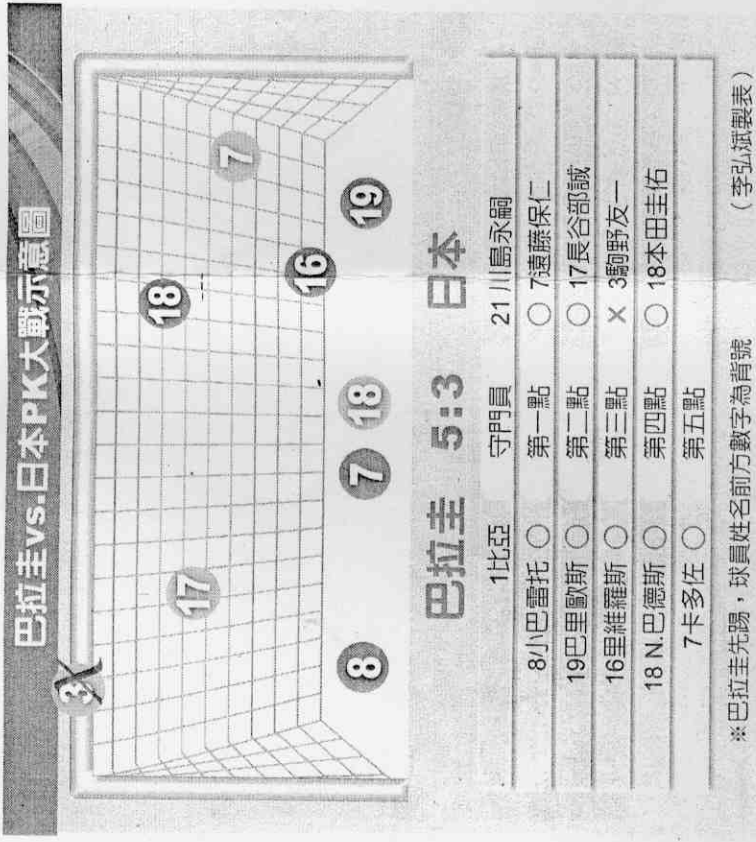 巴拉圭vs.日本PK大戰示意圖
3
18
7
17
16
19
18
7
8
巴拉圭 5:3 日本
1比亞 守門員 21 川島永嗣
8小巴雷托 ○ 第一點 ○ 7遠藤保仁
19巴里歐斯 ○ 第二點 ○ 17長谷部誠
16里維羅斯 ○ 第三點 × 3駒野友一
18 N.巴德斯 ○ 第四點 ○ 18本田圭佑
7卡多佐 ○ 第五點
※巴拉圭先踢，球員姓名前方數字為背號 （李弘斌製表）